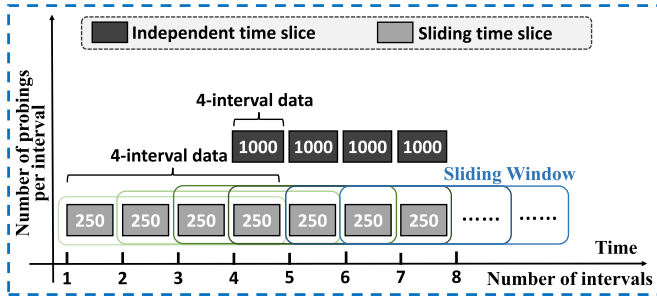 Independent time slice
Sliding time slice
Number of probings
per interval
4-interval data
1000 1000 1000 1000
4-interval data
Sliding Window
250 250 250 250 250 250 250 ...... ......
Time
1 2 3 4 5 6 7 8
Number of intervals